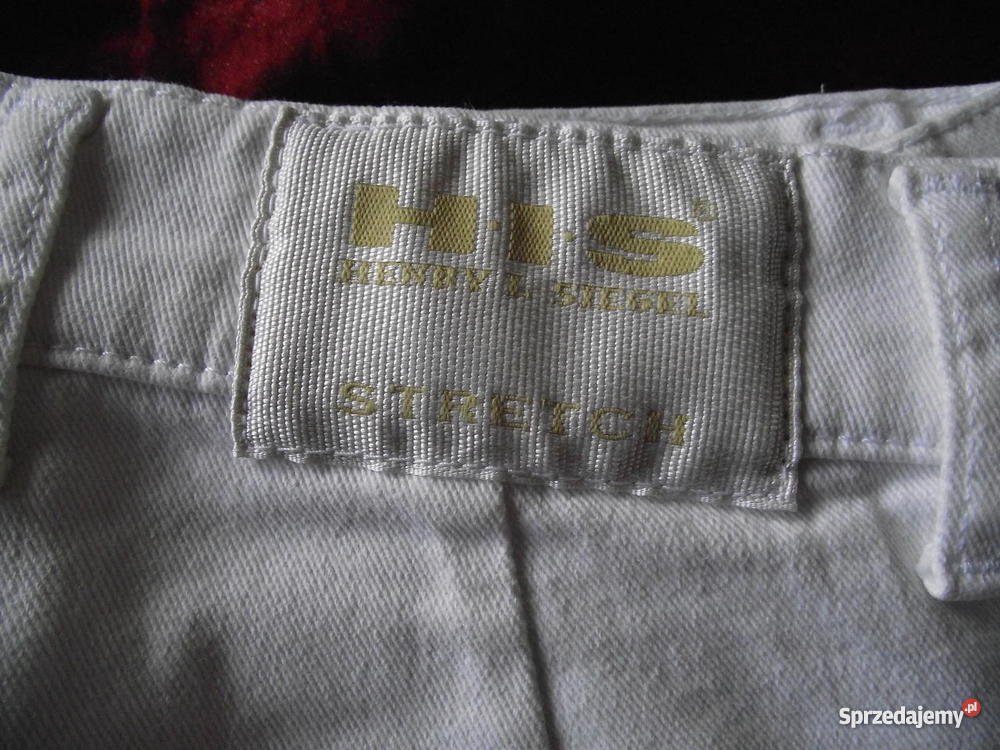 H·I·S®
HENRY I. SIEGEL
STRETCH
Sprzedajemy.pl